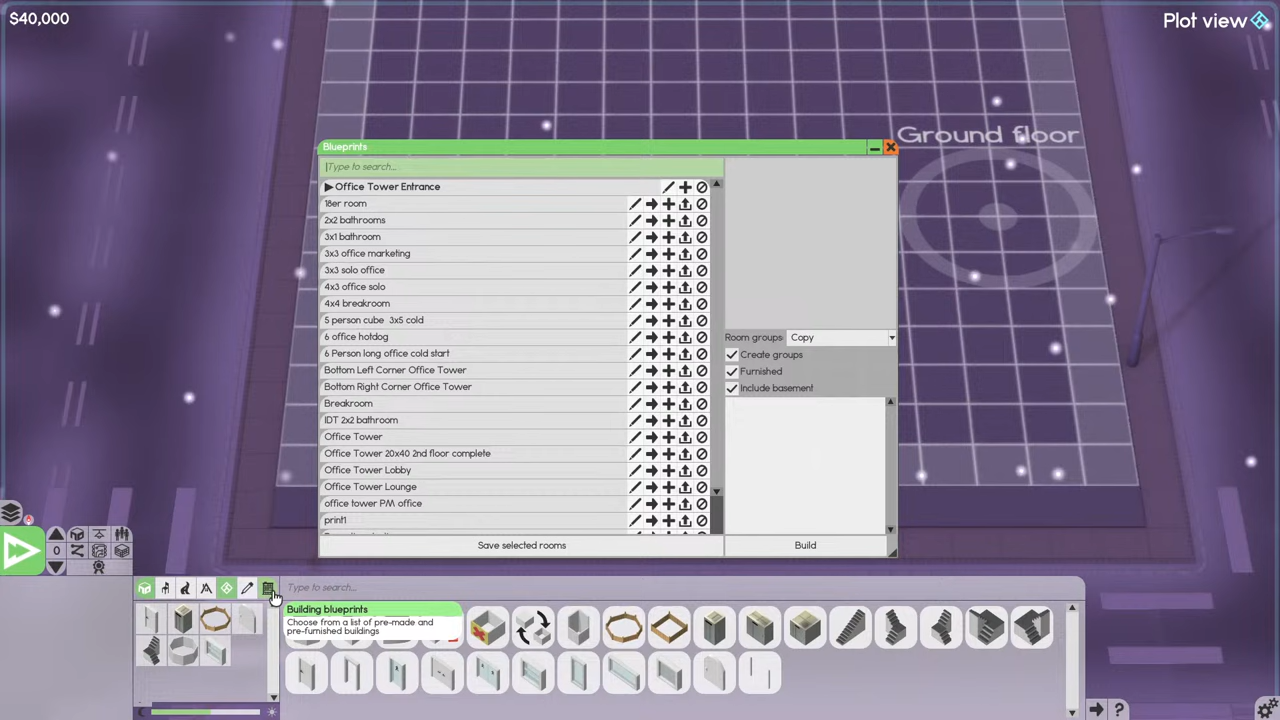 $40,000
Plot view
Ground floor
Blueprints
Type to search...
Office Tower Entrance
18er room
2x2 bathrooms
3x1 bathroom
3x3 office marketing
3x3 solo office
4x3 office solo
4x4 breakroom
5 person cube 3x5 cold
6 office hotdog
6 Person long office cold start
Bottom Left Corner Office Tower
Bottom Right Corner Office Tower
Breakroom
IDT 2x2 bathroom
Office Tower
Office Tower 20x40 2nd floor complete
Office Tower Lobby
Office Tower Lounge
office tower PM office
print1
Save selected rooms
Room groups: Copy
Create groups
Furnished
Include basement
Build
0
Type to search...
Building blueprints
Choose from a list of pre-made and
pre-furnished buildings
?